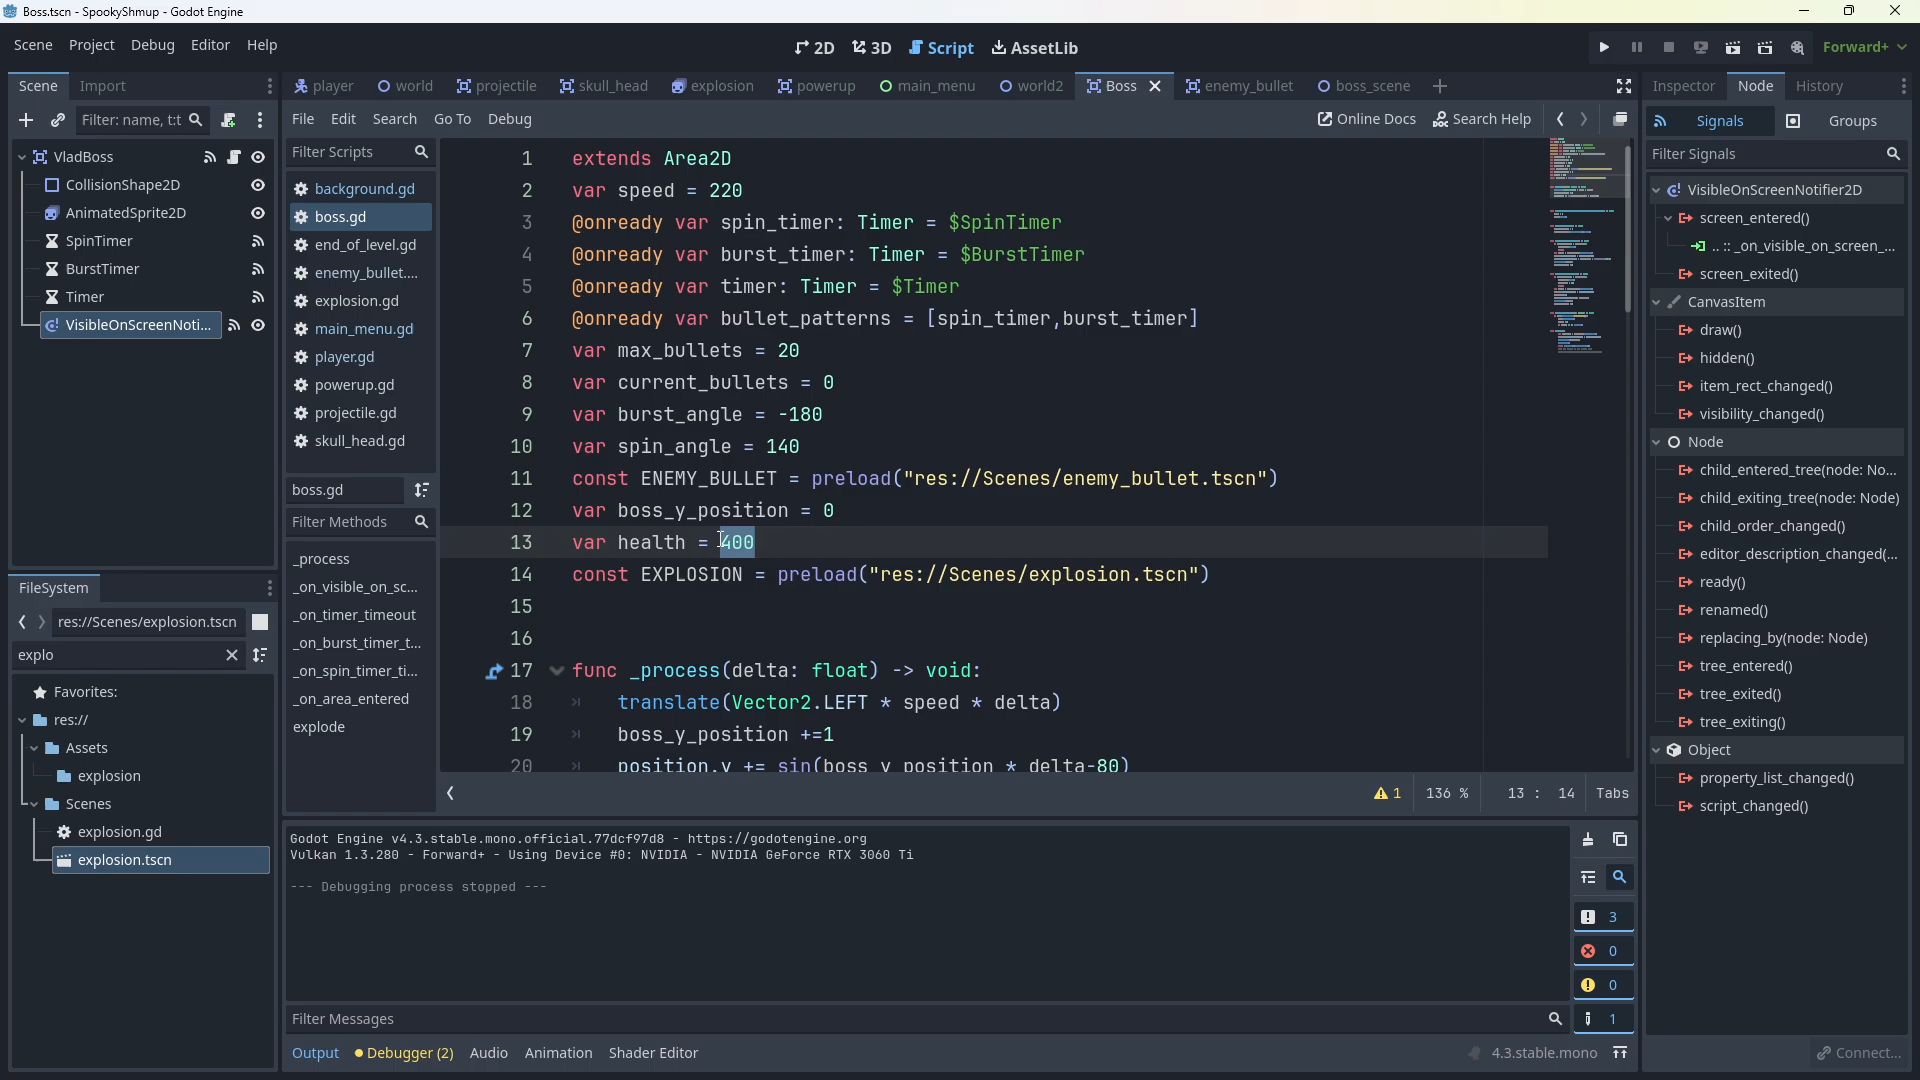 Boss.tscn - SpookyShmup - Godot Engine
Scene Project Debug Editor Help
2D 3D Script AssetLib
Forward+
Scene Import
player world projectile skull_head explosion powerup main_menu world2 Boss enemy_bullet boss_scene
Inspector Node History
Filter: name, t:t
File Edit Search Go To Debug
Online Docs Search Help
Signals Groups
VladBoss
CollisionShape2D
AnimatedSprite2D
SpinTimer
BurstTimer
Timer
VisibleOnScreenNoti...
Filter Scripts
background.gd
boss.gd
end_of_level.gd
enemy_bullet....
explosion.gd
main_menu.gd
player.gd
powerup.gd
projectile.gd
skull_head.gd
boss.gd
Filter Methods
_process
_on_visible_on_sc...
_on_timer_timeout
_on_burst_timer_t...
_on_spin_timer_ti...
_on_area_entered
explode
1 extends Area2D
2 var speed = 220
3 @onready var spin_timer: Timer = $SpinTimer
4 @onready var burst_timer: Timer = $BurstTimer
5 @onready var timer: Timer = $Timer
6 @onready var bullet_patterns = [spin_timer,burst_timer]
7 var max_bullets = 20
8 var current_bullets = 0
9 var burst_angle = -180
10 var spin_angle = 140
11 const ENEMY_BULLET = preload("res://Scenes/enemy_bullet.tscn")
12 var boss_y_position = 0
13 var health = 400
14 const EXPLOSION = preload("res://Scenes/explosion.tscn")
15
16
17 func _process(delta: float) -> void:
18 translate(Vector2.LEFT * speed * delta)
19 boss_y_position +=1
20 position.y += sin(boss_y_position * delta-80)
1 136 % 13 : 14 Tabs
Filter Signals
VisibleOnScreenNotifier2D
screen_entered()
.. :: _on_visible_on_screen_...
screen_exited()
CanvasItem
draw()
hidden()
item_rect_changed()
visibility_changed()
Node
child_entered_tree(node: No...
child_exiting_tree(node: Node)
child_order_changed()
editor_description_changed(...
ready()
renamed()
replacing_by(node: Node)
tree_entered()
tree_exited()
tree_exiting()
Object
property_list_changed()
script_changed()
FileSystem
res://Scenes/explosion.tscn
explo
Favorites:
res://
Assets
explosion
Scenes
explosion.gd
explosion.tscn
Godot Engine v4.3.stable.mono.official.77dcf97d8 - https://godotengine.org
Vulkan 1.3.280 - Forward+ - Using Device #0: NVIDIA - NVIDIA GeForce RTX 3060 Ti
--- Debugging process stopped ---
3
0
0
1
Filter Messages
Output Debugger (2) Audio Animation Shader Editor
4.3.stable.mono
Connect...